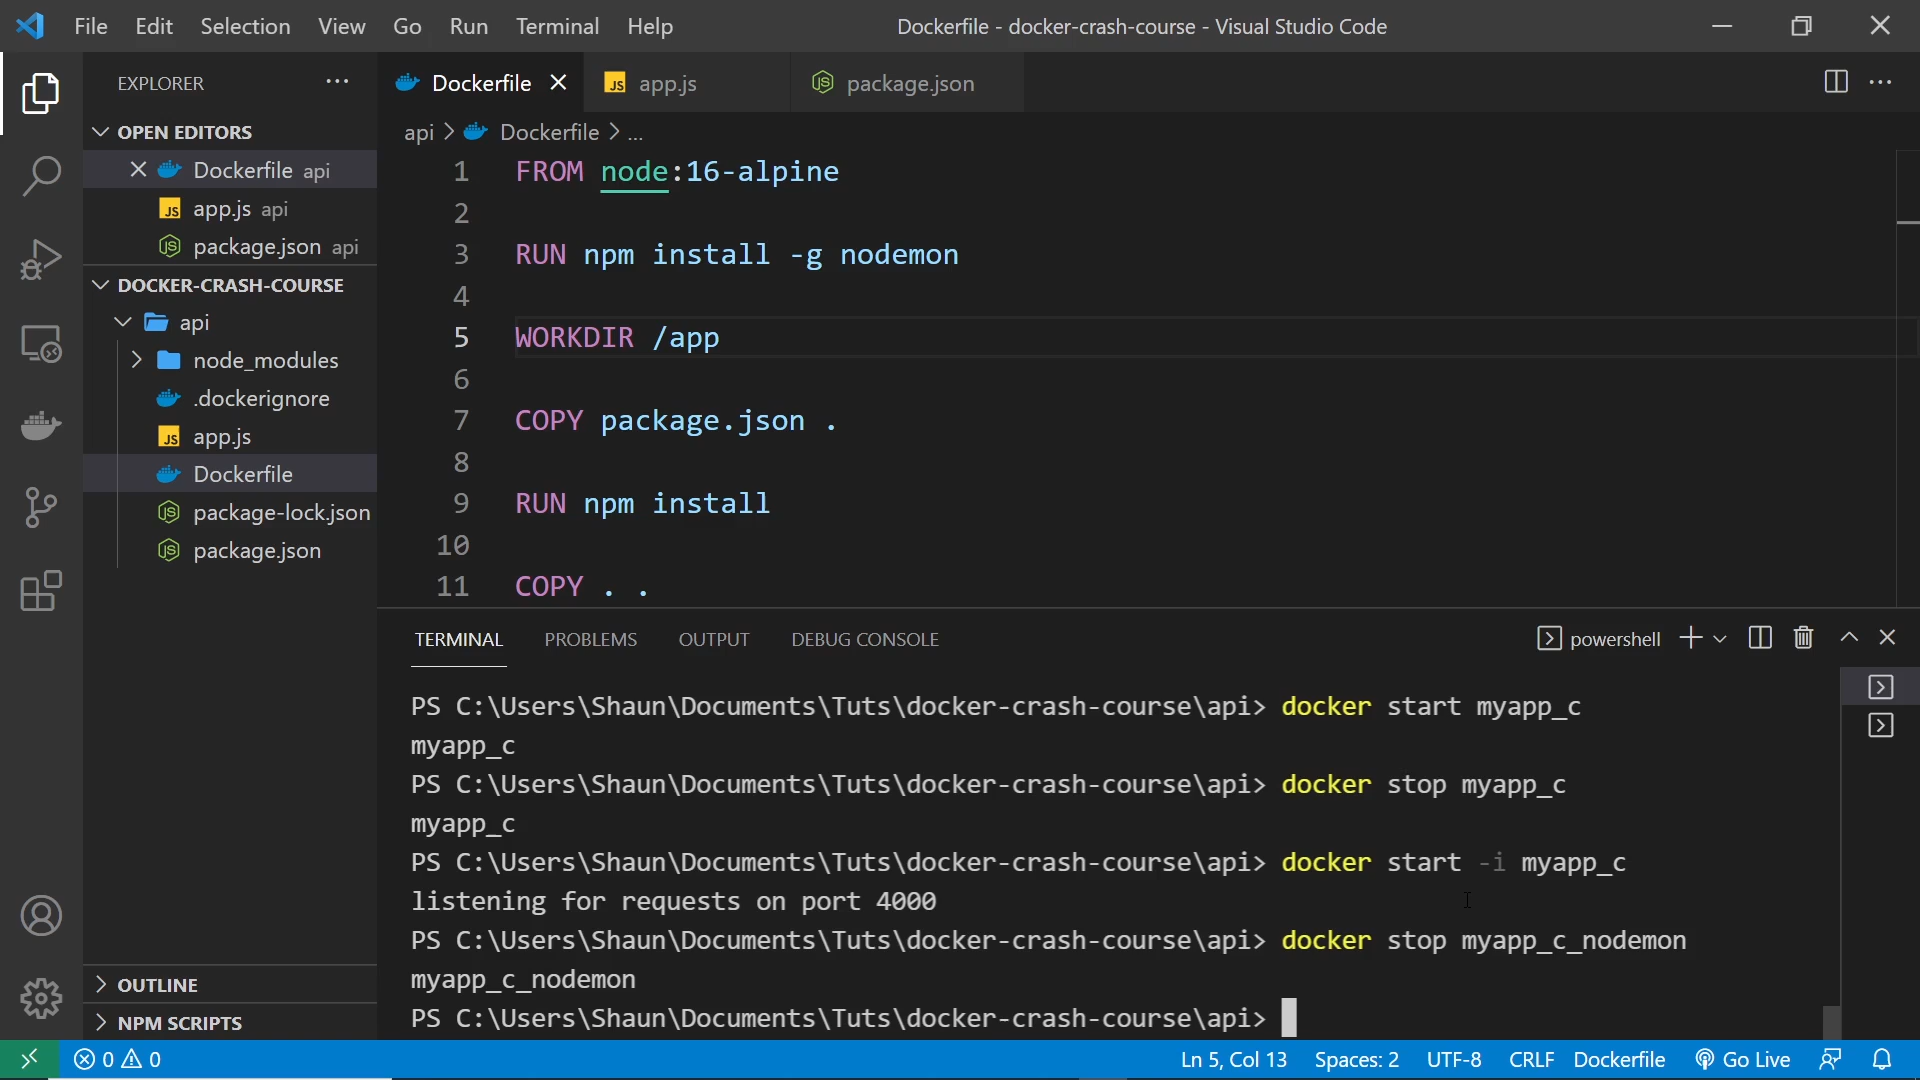 File Edit Selection View Go Run Terminal Help Dockerfile - docker-crash-course - Visual Studio Code
EXPLORER ···
OPEN EDITORS
Dockerfile api
JS app.js api
package.json api
DOCKER-CRASH-COURSE
api
node_modules
.dockerignore
JS app.js
Dockerfile
package-lock.json
package.json
OUTLINE
NPM SCRIPTS
Dockerfile JS app.js package.json ···
api > Dockerfile > ...
1 FROM node:16-alpine
2
3 RUN npm install -g nodemon
4
5 WORKDIR /app
6
7 COPY package.json .
8
9 RUN npm install
10
11 COPY . .
TERMINAL PROBLEMS OUTPUT DEBUG CONSOLE powershell
PS C:\Users\Shaun\Documents\Tuts\docker-crash-course\api> docker start myapp_c
myapp_c
PS C:\Users\Shaun\Documents\Tuts\docker-crash-course\api> docker stop myapp_c
myapp_c
PS C:\Users\Shaun\Documents\Tuts\docker-crash-course\api> docker start -i myapp_c
listening for requests on port 4000
PS C:\Users\Shaun\Documents\Tuts\docker-crash-course\api> docker stop myapp_c_nodemon
myapp_c_nodemon
PS C:\Users\Shaun\Documents\Tuts\docker-crash-course\api>
0 0 Ln 5, Col 13 Spaces: 2 UTF-8 CRLF Dockerfile Go Live